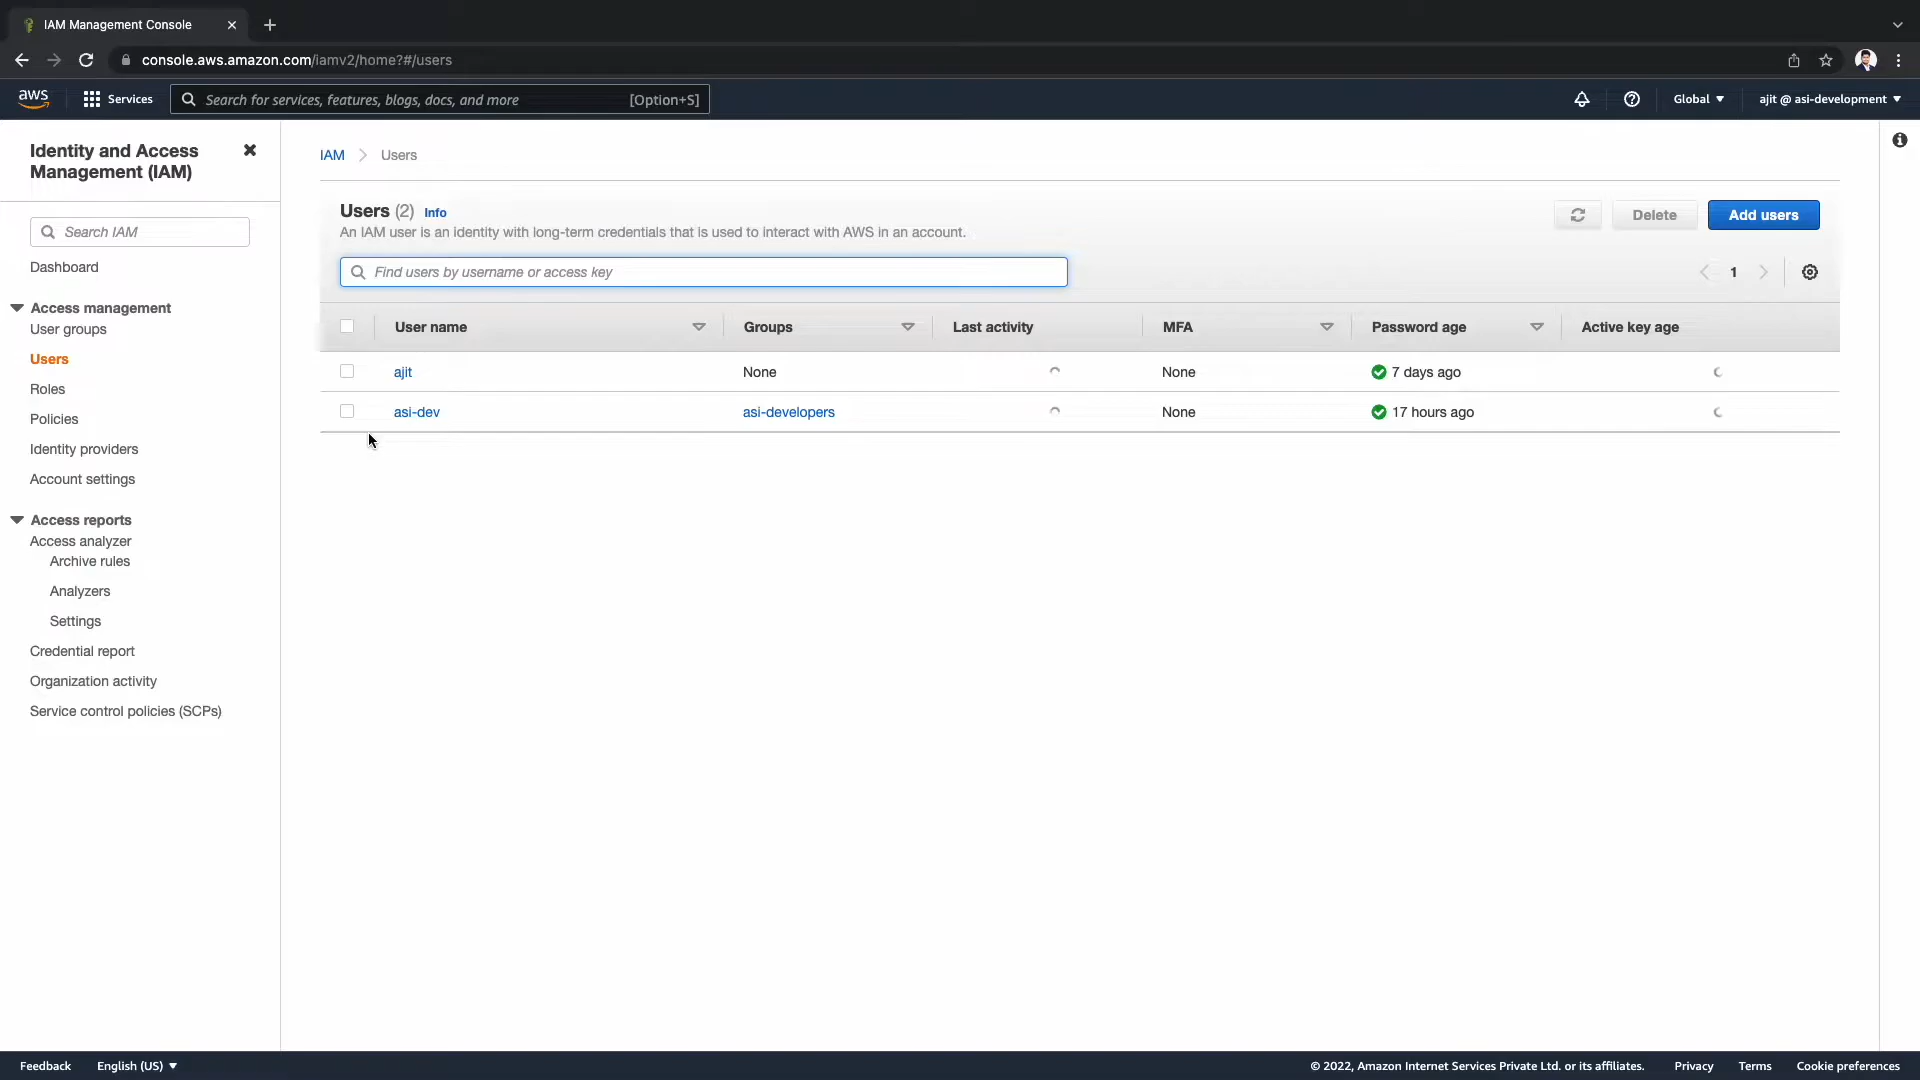 IAM Management Console
console.aws.amazon.com/iamv2/home?#/users
aws
Services
Search for services, features, blogs, docs, and more [Option+S]
Global
ajit @ asi-development
Identity and Access
Management (IAM)
Search IAM
Dashboard
Access management
User groups
Users
Roles
Policies
Identity providers
Account settings
Access reports
Access analyzer
Archive rules
Analyzers
Settings
Credential report
Organization activity
Service control policies (SCPs)
IAM Users
Users (2) Info
An IAM user is an identity with long-term credentials that is used to interact with AWS in an account.
Delete
Add users
Find users by username or access key
1
User name Groups Last activity MFA Password age Active key age
ajit None None 7 days ago
asi-dev asi-developers None 17 hours ago
Feedback English (US) © 2022, Amazon Internet Services Private Ltd. or its affiliates. Privacy Terms Cookie preferences